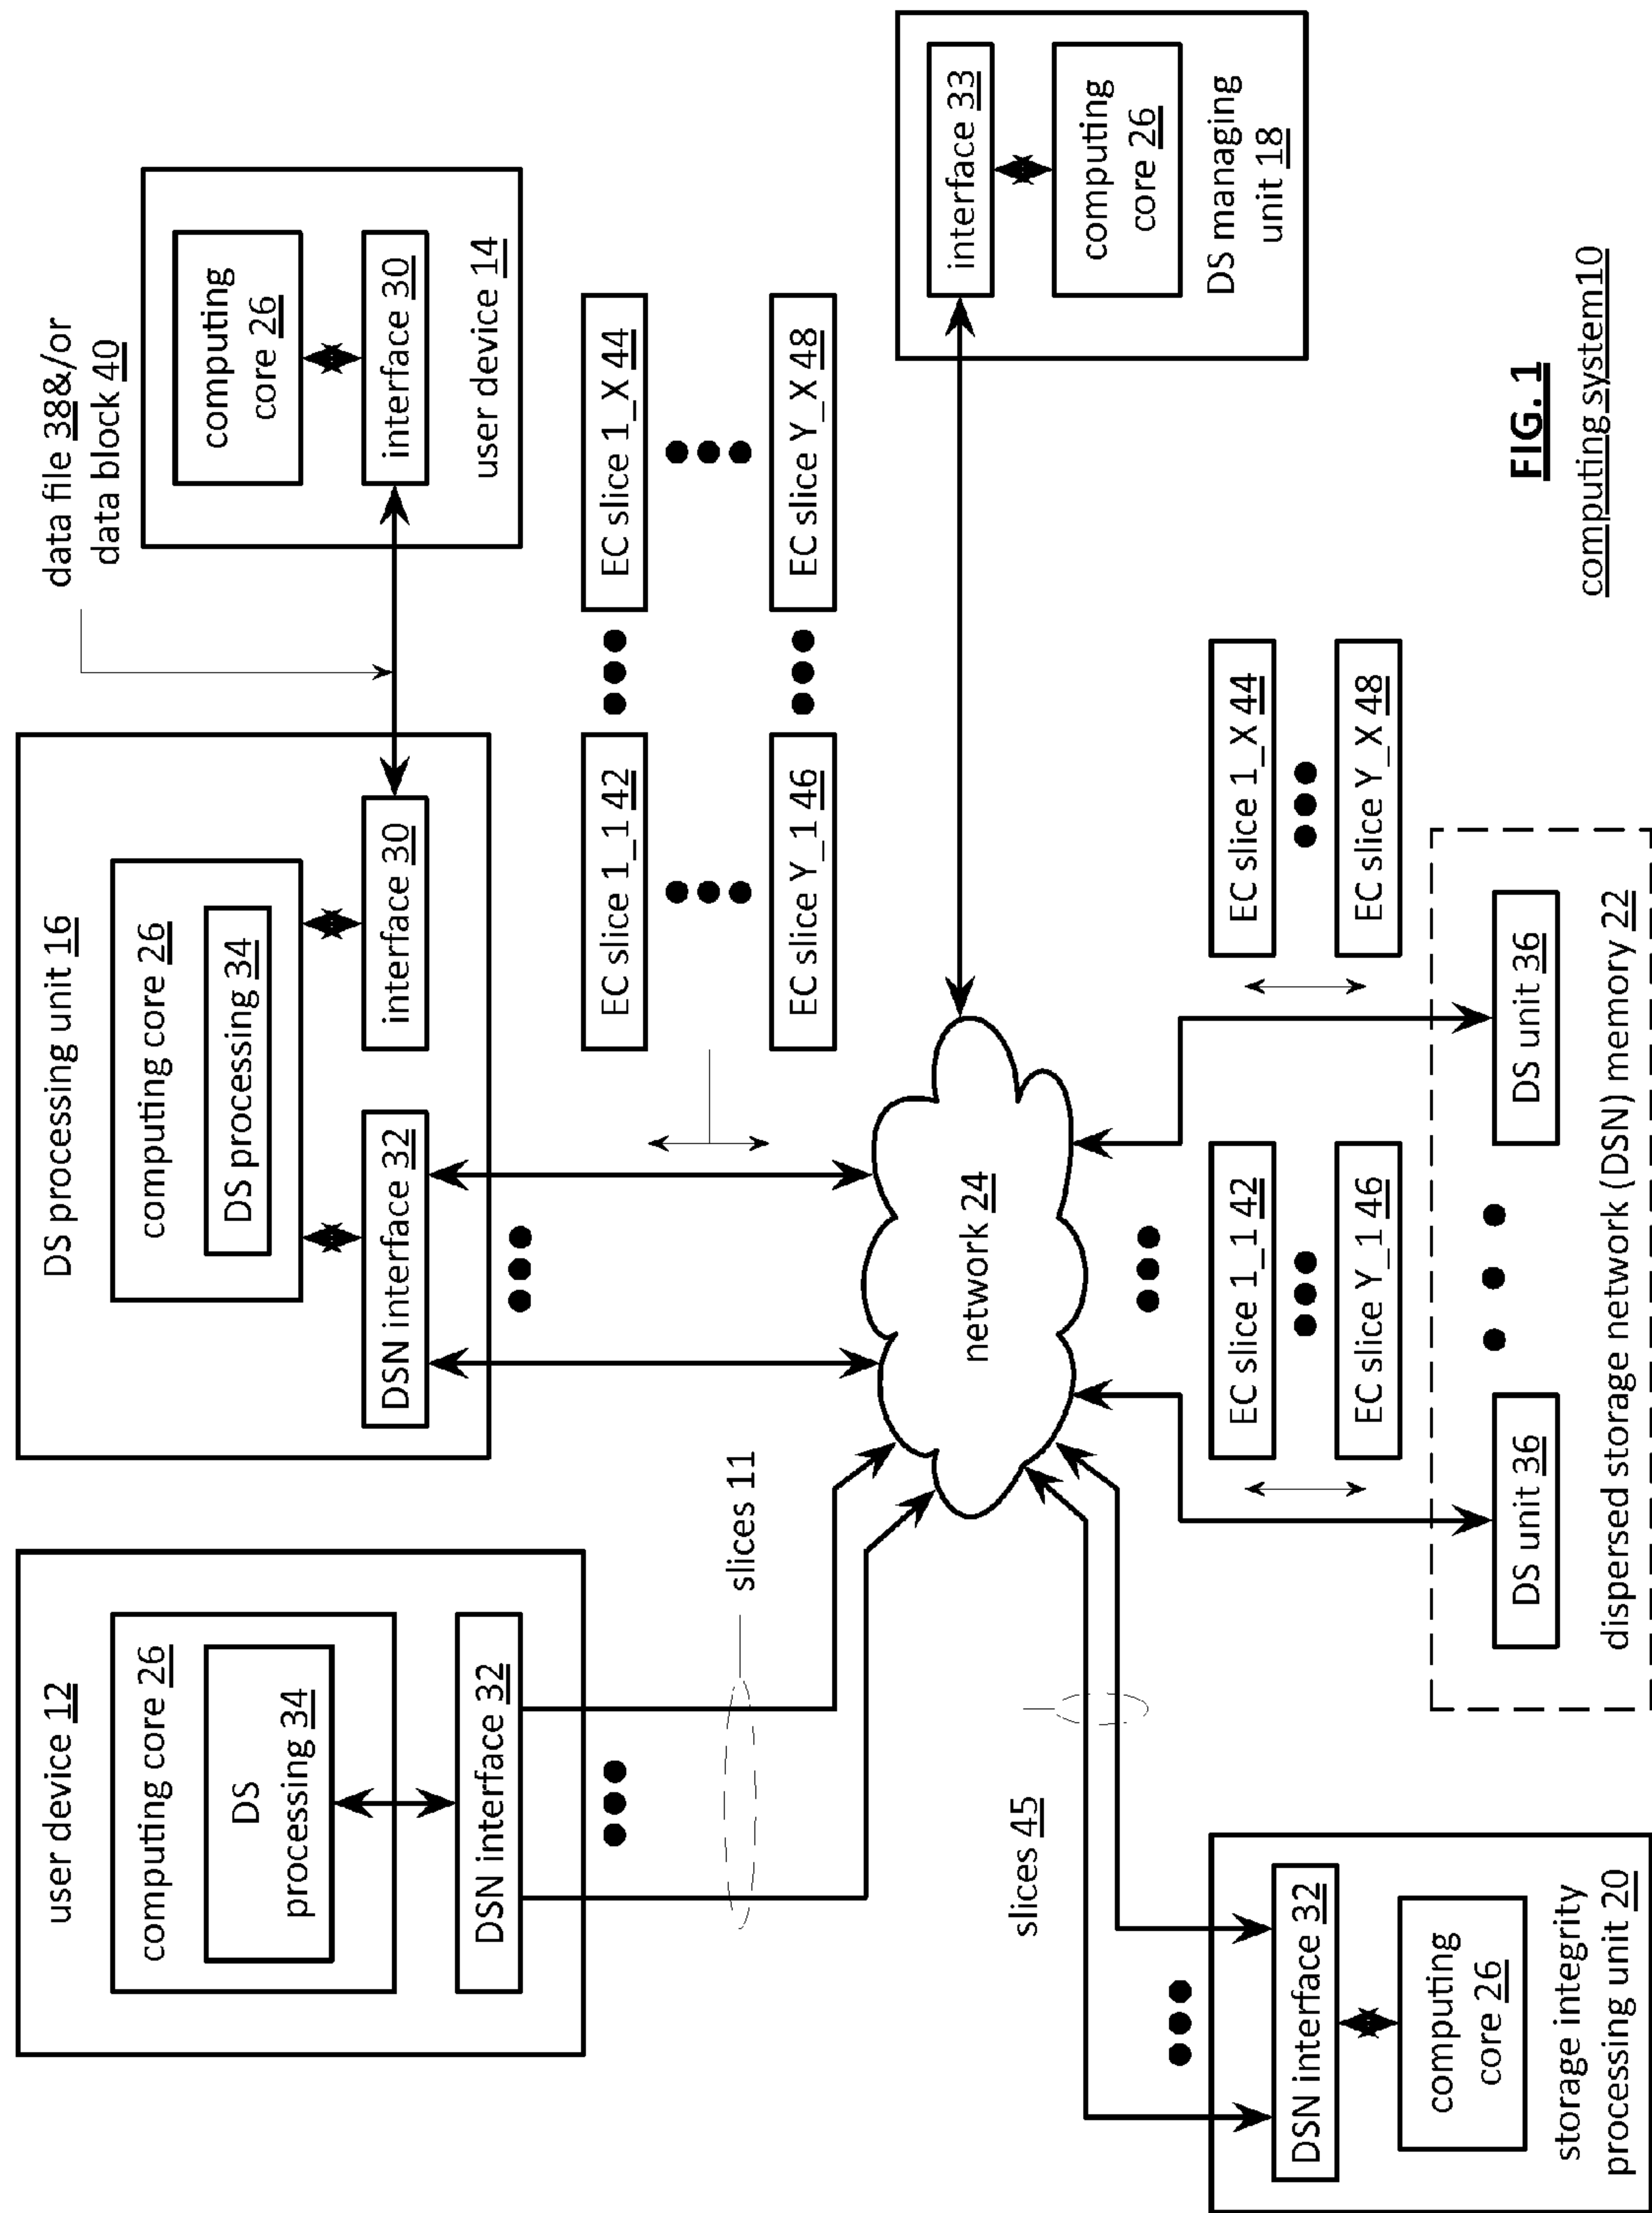 user device 12
computing core 26
DS
processing 34
DSN interface 32
slices 11
DS processing unit 16
computing core 26
DS processing 34
DSN interface 32
interface 30
data file 38&/or
data block 40
computing
core 26
interface 30
user device 14
EC slice 1_1 42
EC slice 1_X 44
EC slice Y_1 46
EC slice Y_X 48
network 24
interface 33
computing
core 26
DS managing
unit 18
slices 45
DSN interface 32
computing
core 26
storage integrity
processing unit 20
EC slice 1_1 42
EC slice Y_1 46
EC slice 1_X 44
EC slice Y_X 48
DS unit 36
DS unit 36
dispersed storage network (DSN) memory 22
FIG. 1
computing system10